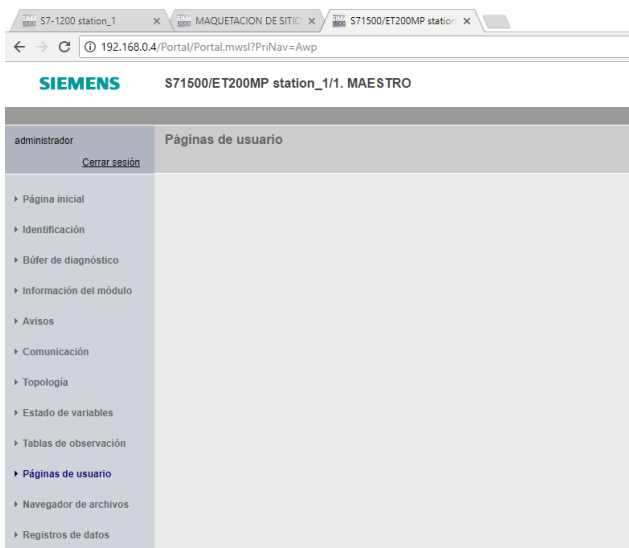 S7-1200 station_1
MAQUETACION DE SITIO
S71500/ET200MP station
192.168.0.4/Portal/Portal.mwsl?PriNav=Awp
SIEMENS
S71500/ET200MP station_1/1. MAESTRO
administrador
Páginas de usuario
Cerrar sesión
Página inicial
Identificación
Búfer de diagnóstico
Información del módulo
Avisos
Comunicación
Topología
Estado de variables
Tablas de observación
Páginas de usuario
Navegador de archivos
Registros de datos